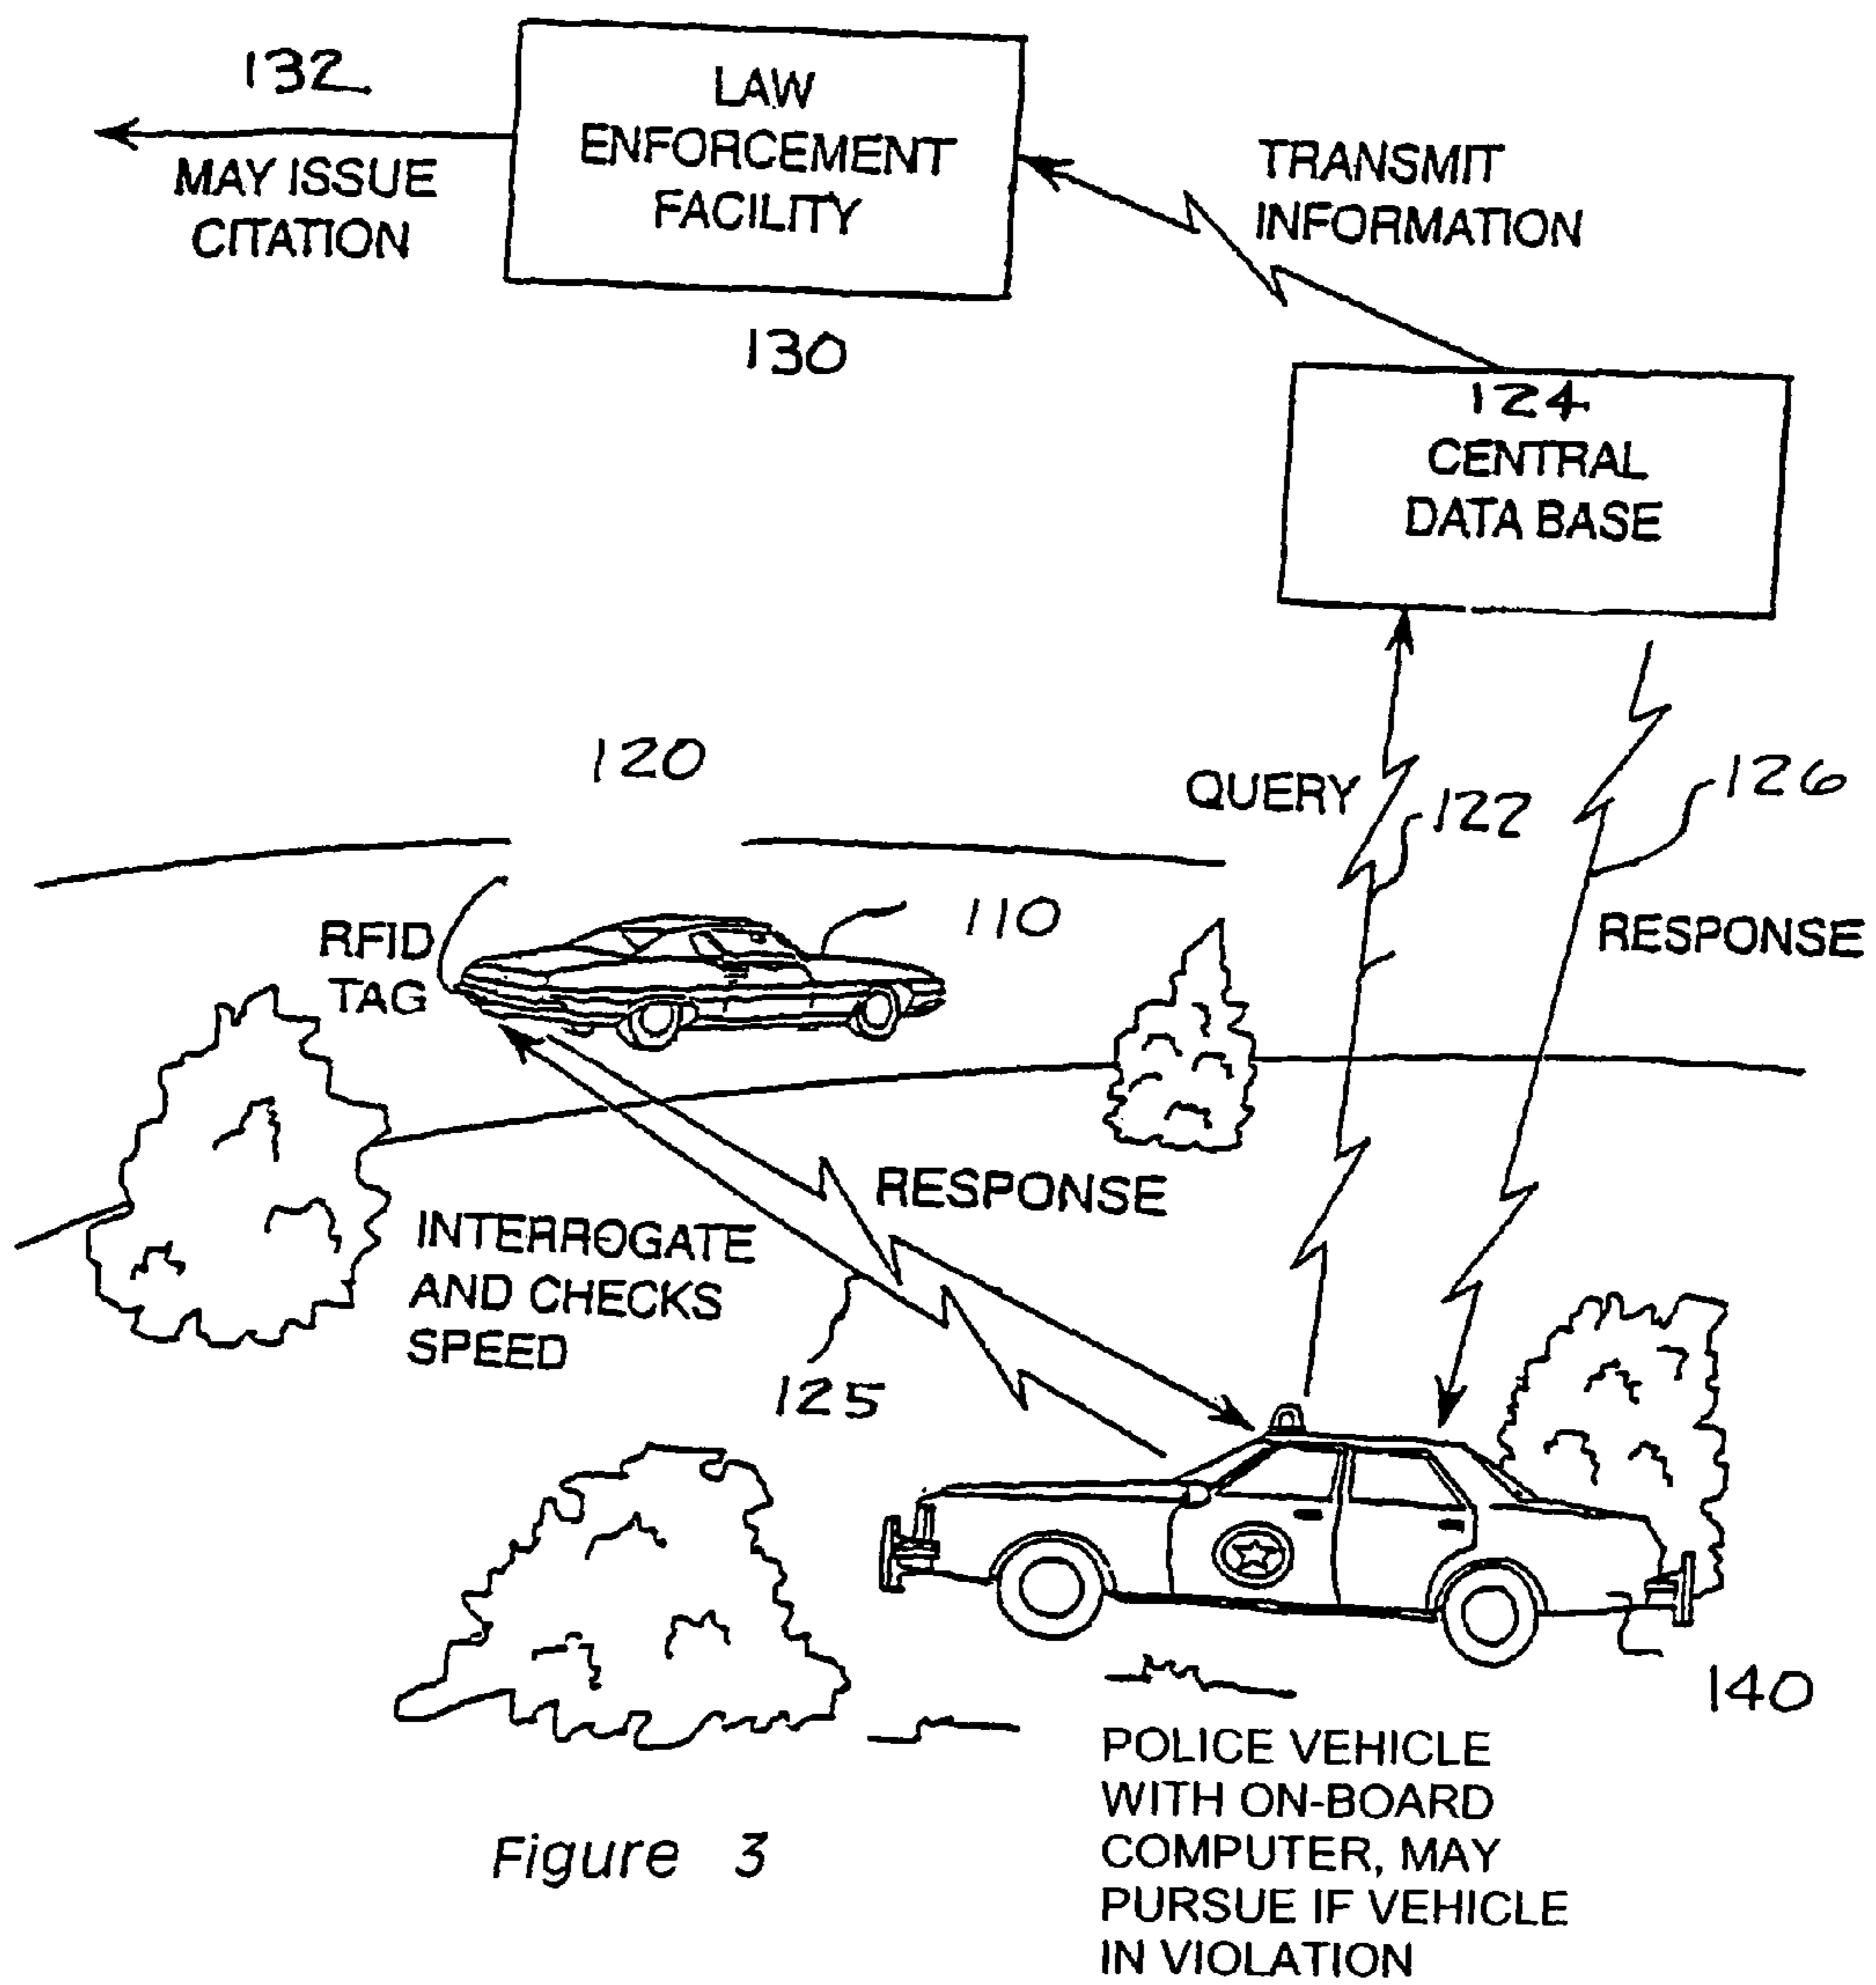 132
MAY ISSUE
CITATION
LAW
ENFORCEMENT
FACILITY
130
TRANSMIT
INFORMATION
124
CENTRAL
DATA BASE
120
QUERY
122
126
RESPONSE
RFID
TAG
110
RESPONSE
INTERROGATE
AND CHECKS
SPEED
125
140
POLICE VEHICLE
WITH ON-BOARD
COMPUTER, MAY
PURSUE IF VEHICLE
IN VIOLATION
Figure 3